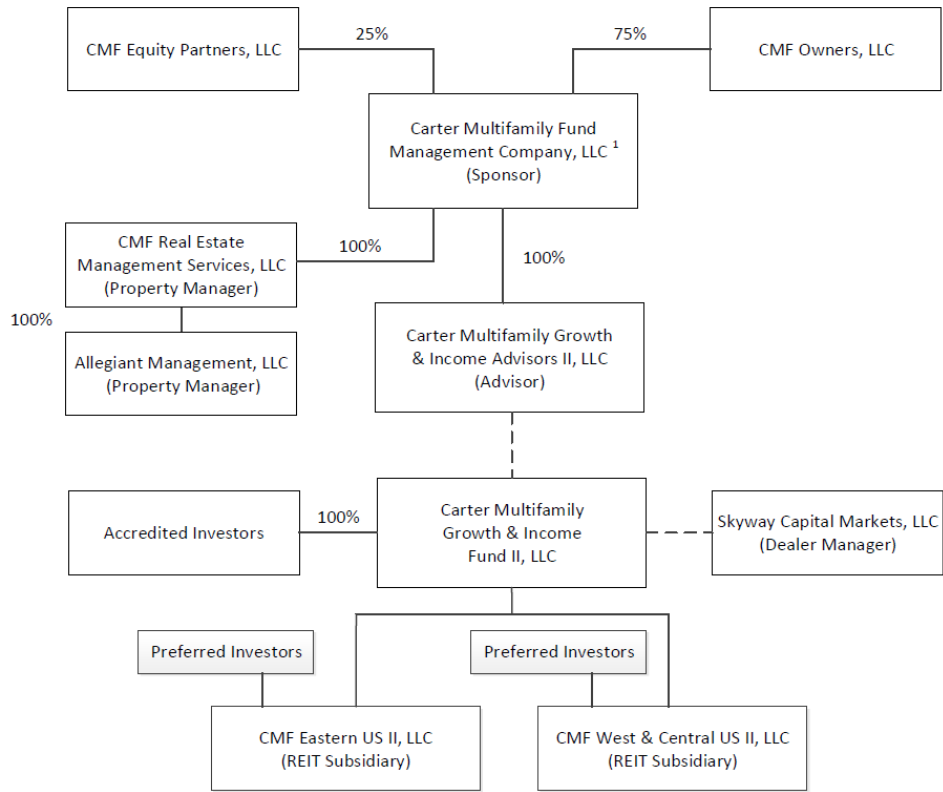 CMF Equity Partners, LLC
25%
75%
CMF Owners, LLC
Carter Multifamily Fund
Management Company, LLC 1
(Sponsor)
CMF Real Estate
Management Services, LLC
(Property Manager)
100%
100%
100%
Allegiant Management, LLC
(Property Manager)
Carter Multifamily Growth
& Income Advisors II, LLC
(Advisor)
Accredited Investors
100%
Carter Multifamily
Growth & Income
Fund II, LLC
Skyway Capital Markets, LLC
(Dealer Manager)
Preferred Investors
Preferred Investors
CMF Eastern US II, LLC
(REIT Subsidiary)
CMF West & Central US II, LLC
(REIT Subsidiary)